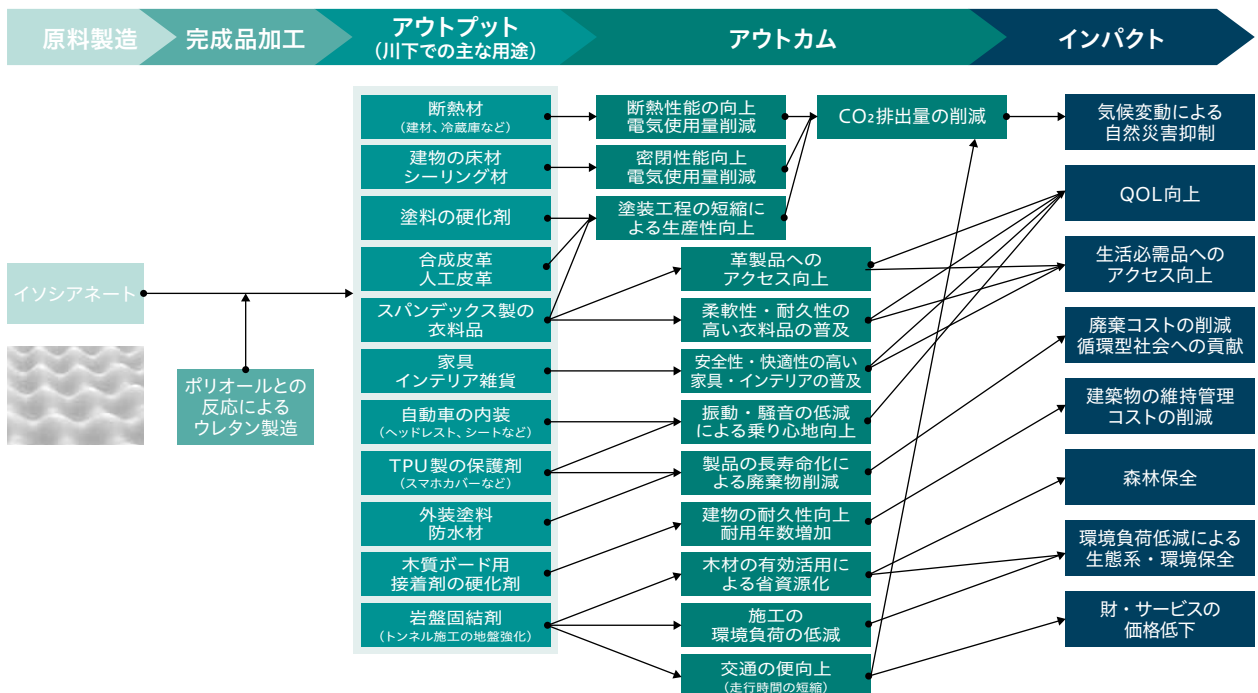 原料製造
完成品加工
アウトプット
(川下での主な用途)
アウトカム
インパクト
イソシアネート
ポリオールとの
反応による
ウレタン製造
断熱材
(建材、冷蔵庫など)
建物の床材
シーリング材
塗料の硬化剤
合成皮革
人工皮革
スパンデックス製の
衣料品
家具
インテリア雑貨
自動車の内装
(ヘッドレスト、シートなど)
TPU製の保護剤
(スマホカバーなど)
外装塗料
防水材
木質ボード用
接着剤の硬化剤
岩盤固結剤
(トンネル施工の地盤強化)
断熱性能の向上
電気使用量削減
密閉性能向上
電気使用量削減
塗装工程の短縮に
よる生産性向上
CO₂排出量の削減
革製品への
アクセス向上
柔軟性・耐久性の
高い衣料品の普及
安全性・快適性の高い
家具・インテリアの普及
振動・騒音の低減
による乗り心地向上
製品の長寿命化に
よる廃棄物削減
建物の耐久性向上
耐用年数増加
木材の有効活用に
よる省資源化
施工の
環境負荷の低減
交通の便向上
(走行時間の短縮)
気候変動による
自然災害抑制
QOL向上
生活必需品への
アクセス向上
廃棄コストの削減
循環型社会への貢献
建築物の維持管理
コストの削減
森林保全
環境負荷低減による
生態系・環境保全
財・サービスの
価格低下